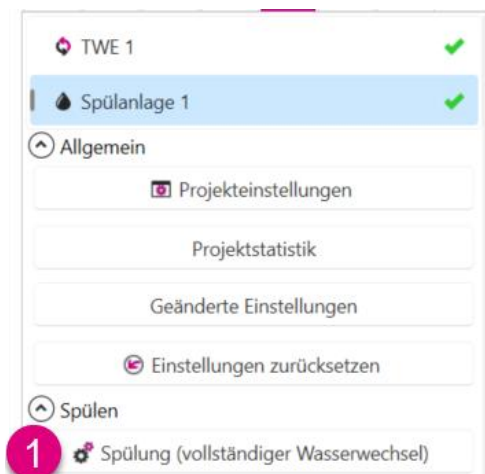 TWE 1
Spülanlage 1
Allgemein
Projekteinstellungen
Projektstatistik
Geänderte Einstellungen
Einstellungen zurücksetzen
Spülen
1 Spülung (vollständiger Wasserwechsel)